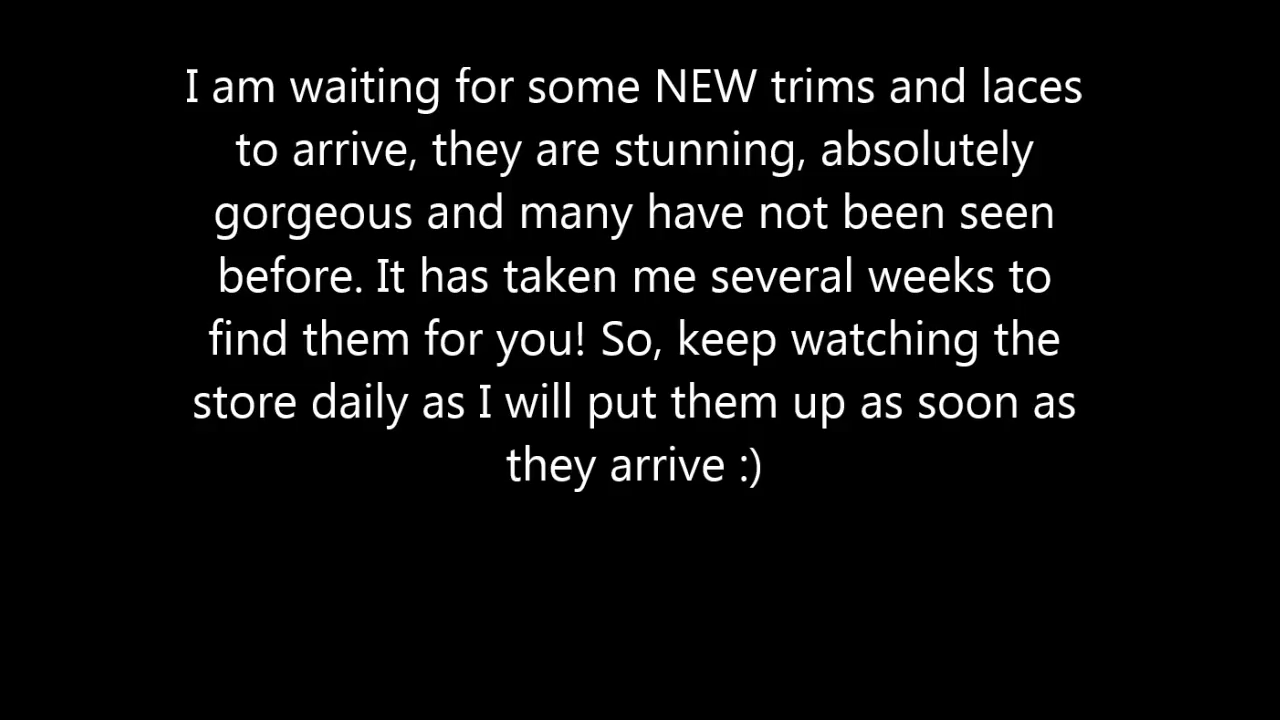 I am waiting for some NEW trims and laces
to arrive, they are stunning, absolutely
gorgeous and many have not been seen
before. It has taken me several weeks to
find them for you! So, keep watching the
store daily as I will put them up as soon as
they arrive :)